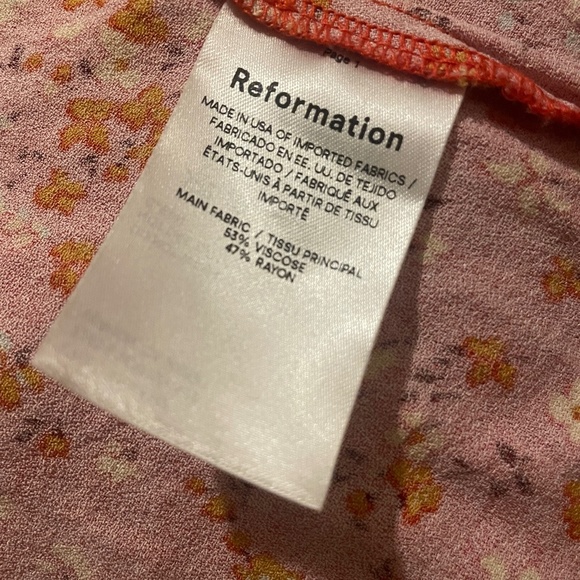 Page 1
Reformation
MADE IN USA OF IMPORTED FABRICS /
FABRICADO EN EE. UU. DE TEJIDO
IMPORTADO / FABRIQUÉ AUX
ÉTATS-UNIS À PARTIR DE TISSU
IMPORTÉ
MAIN FABRIC / TISSU PRINCIPAL
53% VISCOSE
47% RAYON